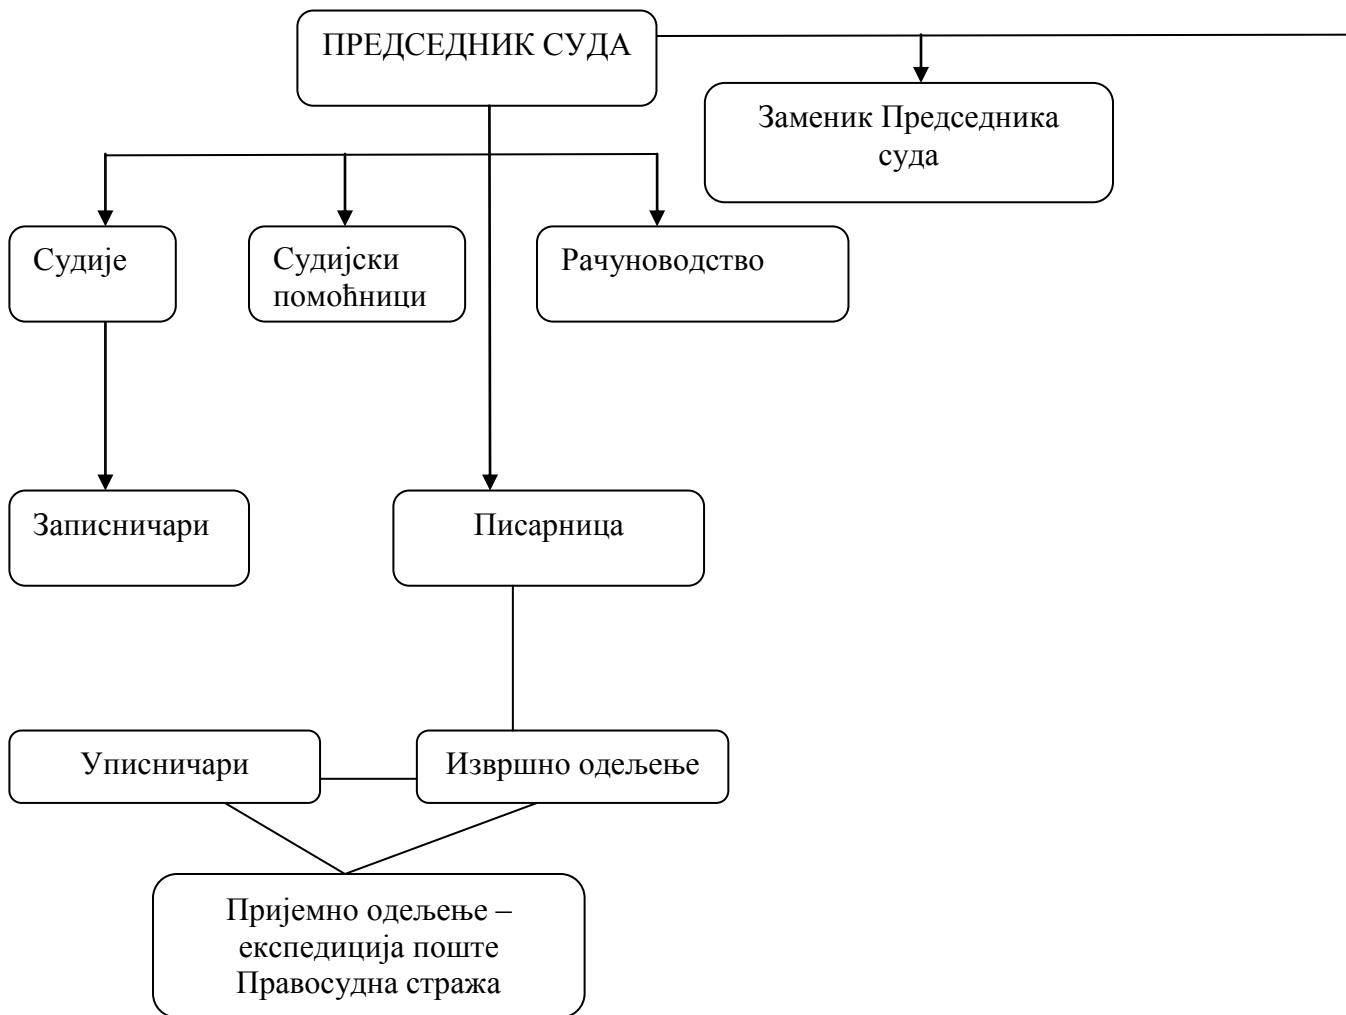 ПРЕДСЕДНИК СУДА
Заменик Председника
суда
Судије
Судијски
помоћници
Рачуноводство
Записничари
Писарница
Уписничари
Извршно одељење
Пријемно одељење –
експедиција поште
Правосудна стража